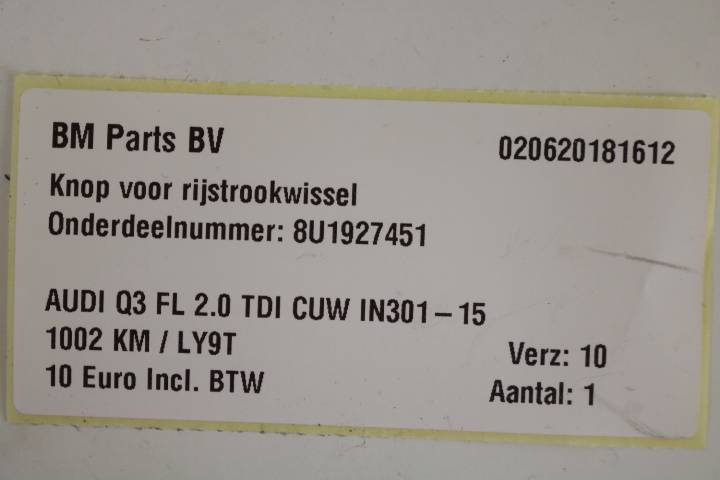 BM Parts BV 020620181612
Knop voor rijstrookwissel
Onderdeelnummer: 8U1927451
AUDI Q3 FL 2.0 TDI CUW IN301-15
1002 KM / LY9T Verz: 10
10 Euro Incl. BTW Aantal: 1